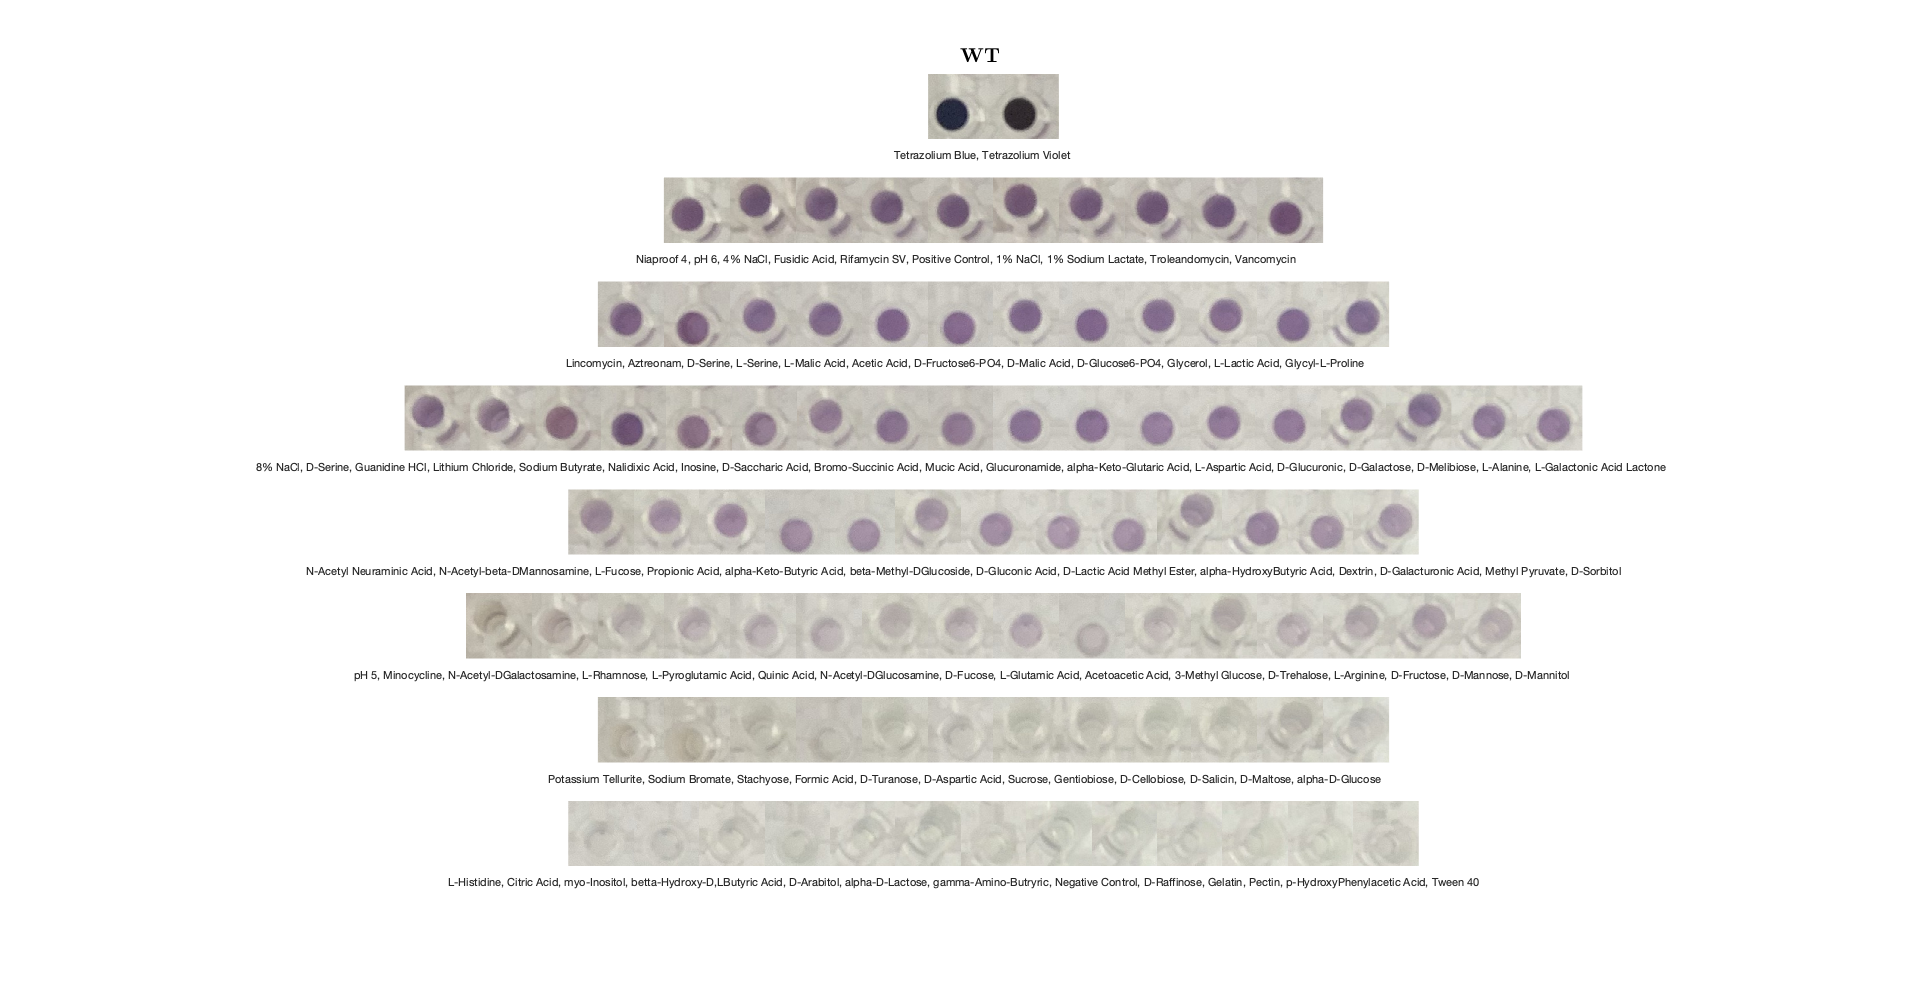 WT
Tetrazolium Blue, Tetrazolium Violet
Niaproof 4, pH 6, 4% NaCl, Fusidic Acid, Rifamycin SV, Positive Control, 1% NaCl, 1% Sodium Lactate, Troleandomycin, Vancomycin
Lincomycin, Aztreonam, D-Serine, L-Serine, L-Malic Acid, Acetic Acid, D-Fructose6-PO4, D-Malic Acid, D-Glucose6-PO4, Glycerol, L-Lactic Acid, Glycyl-L-Proline
8% NaCl, D-Serine, Guanidine HCl, Lithium Chloride, Sodium Butyrate, Nalidixic Acid, Inosine, D-Saccharic Acid, Bromo-Succinic Acid, Mucic Acid, Glucuronamide, alpha-Keto-Glutaric Acid, L-Aspartic Acid, D-Glucuronic, D-Galactose, D-Melibiose, L-Alanine, L-Galactonic Acid Lactone
N-Acetyl Neuraminic Acid, N-Acetyl-beta-DMannosamine, L-Fucose, Propionic Acid, alpha-Keto-Butyric Acid, beta-Methyl-DGlucoside, D-Gluconic Acid, D-Lactic Acid Methyl Ester, alpha-HydroxyButyric Acid, Dextrin, D-Galacturonic Acid, Methyl Pyruvate, D-Sorbitol
pH 5, Minocycline, N-Acetyl-DGalactosamine, L-Rhamnose, L-Pyroglutamic Acid, Quinic Acid, N-Acetyl-DGlucosamine, D-Fucose, L-Glutamic Acid, Acetoacetic Acid, 3-Methyl Glucose, D-Trehalose, L-Arginine, D-Fructose, D-Mannose, D-Mannitol
Potassium Tellurite, Sodium Bromate, Stachyose, Formic Acid, D-Turanose, D-Aspartic Acid, Sucrose, Gentiobiose, D-Cellobiose, D-Salicin, D-Maltose, alpha-D-Glucose
L-Histidine, Citric Acid, myo-Inositol, betta-Hydroxy-D,LButyric Acid, D-Arabitol, alpha-D-Lactose, gamma-Amino-Butryric, Negative Control, D-Raffinose, Gelatin, Pectin, p-HydroxyPhenylacetic Acid, Tween 40